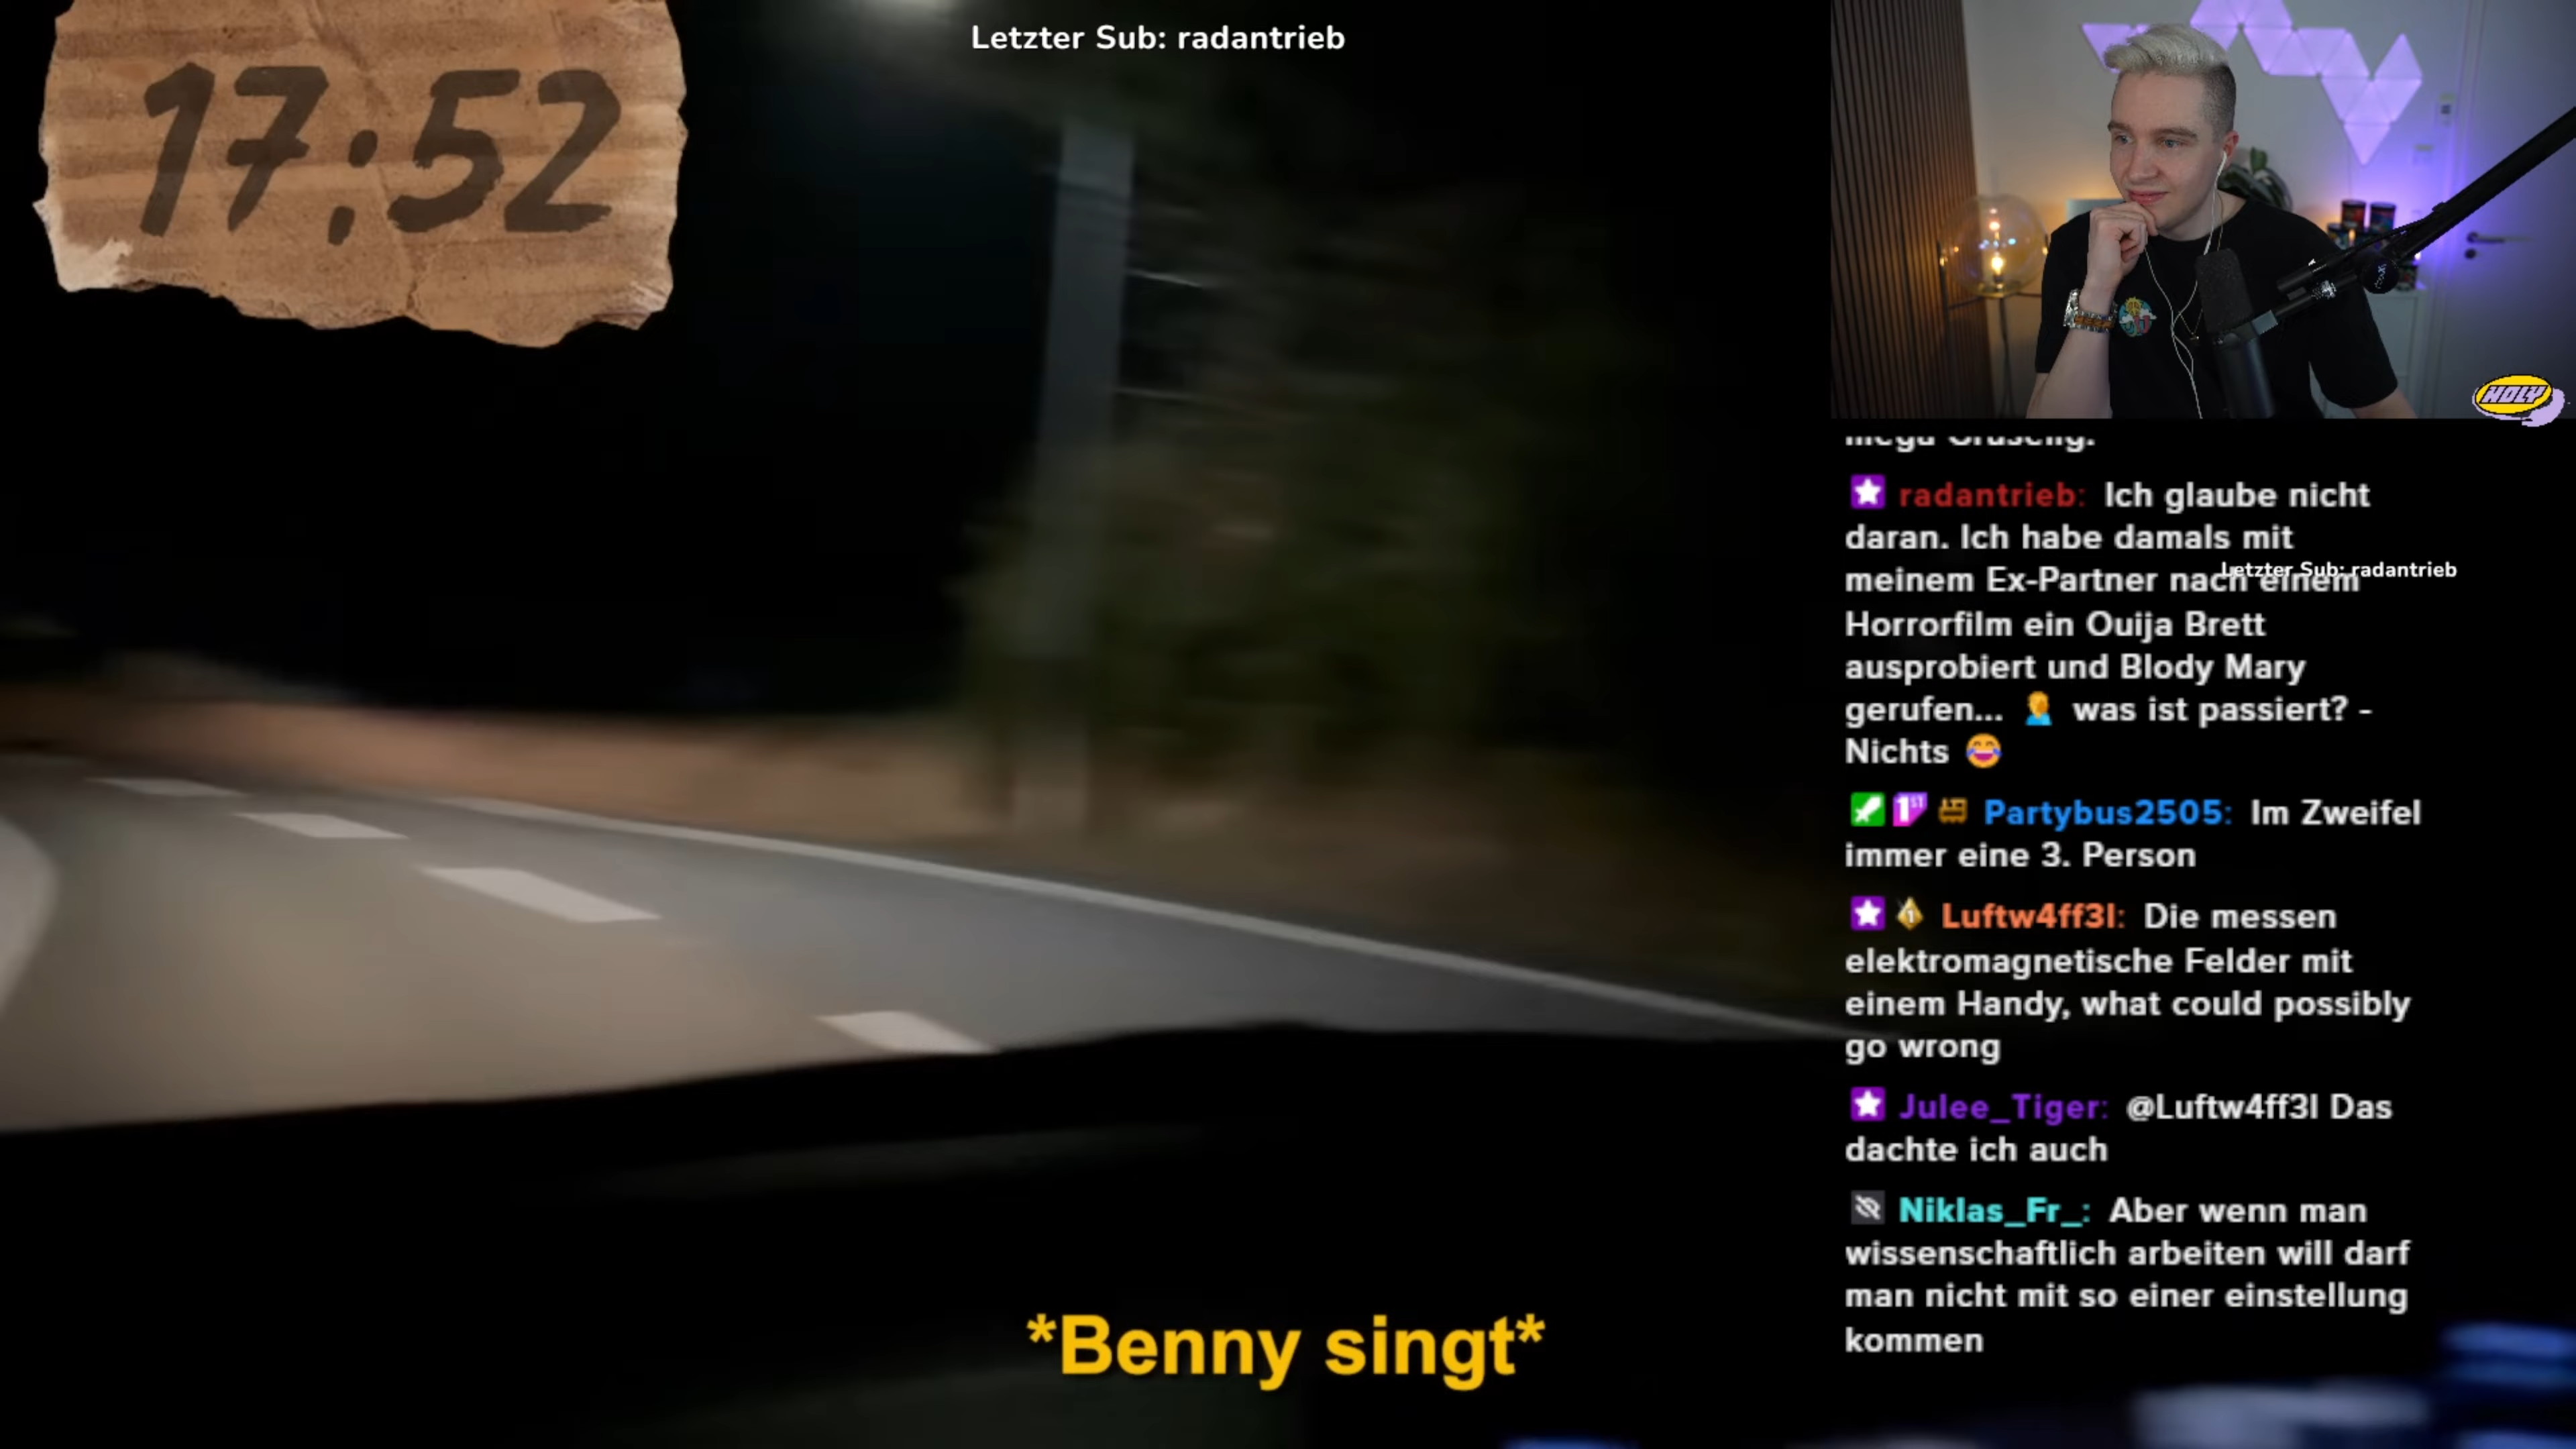 17:52
Letzter Sub: radantrieb
HOLY
mega Gruselig.
radantrieb: Ich glaube nicht
daran. Ich habe damals mit
meinem Ex-Partner nach einem
Letzter Sub: radantrieb
Horrorfilm ein Ouija Brett
ausprobiert und Blody Mary
gerufen... 🤦 was ist passiert? -
Nichts 😂
Partybus2505: Im Zweifel
immer eine 3. Person
Luftw4ff3l: Die messen
elektromagnetische Felder mit
einem Handy, what could possibly
go wrong
Julee_Tiger: @Luftw4ff3l Das
dachte ich auch
Niklas_Fr_: Aber wenn man
wissenschaftlich arbeiten will darf
man nicht mit so einer einstellung
kommen
*Benny singt*